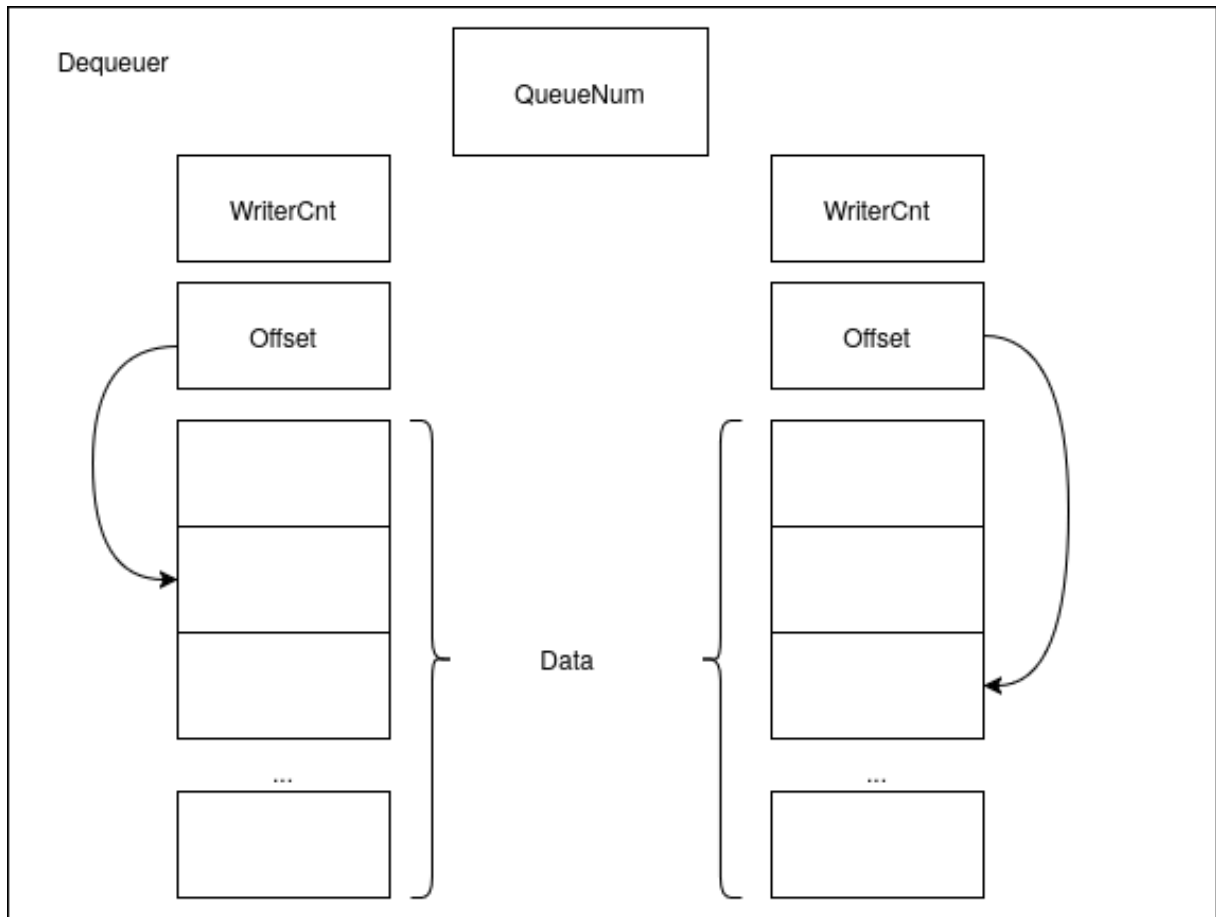 Dequeuer
QueueNum
WriterCnt
WriterCnt
Offset
Offset
Data
...
...